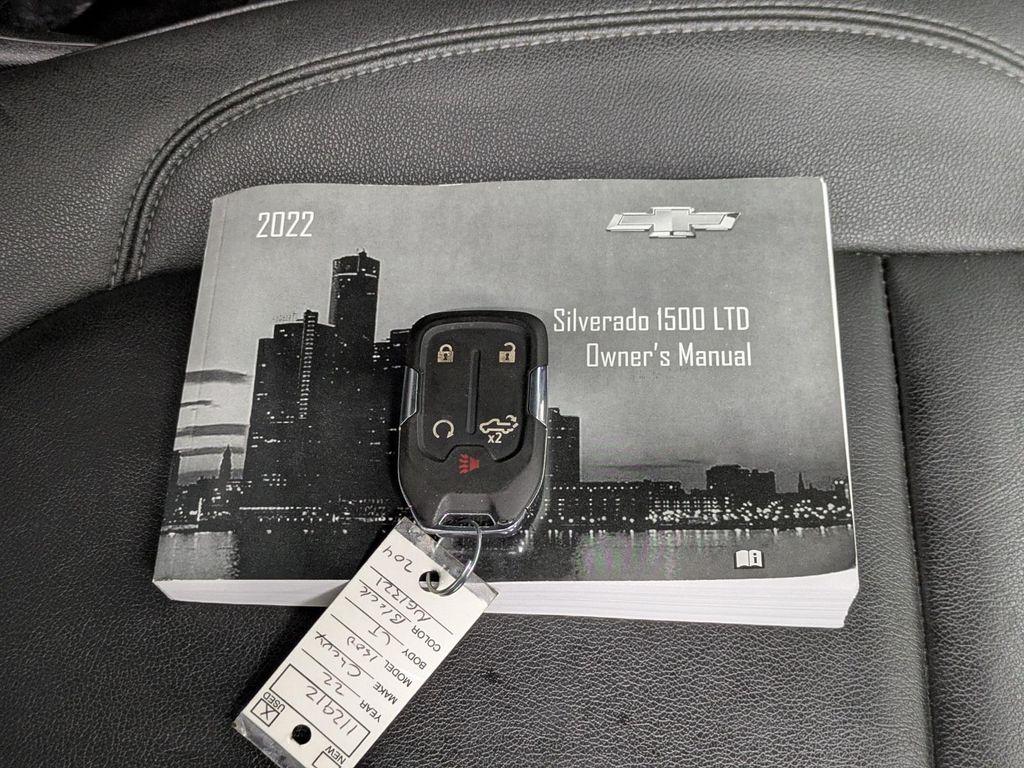 2022
Silverado 1500 LTD
Owner's Manual
x2
i
NEW
USED
112912
YEAR 22
MAKE Chevy
MODEL 1500
BODY LT
COLOR Black
204